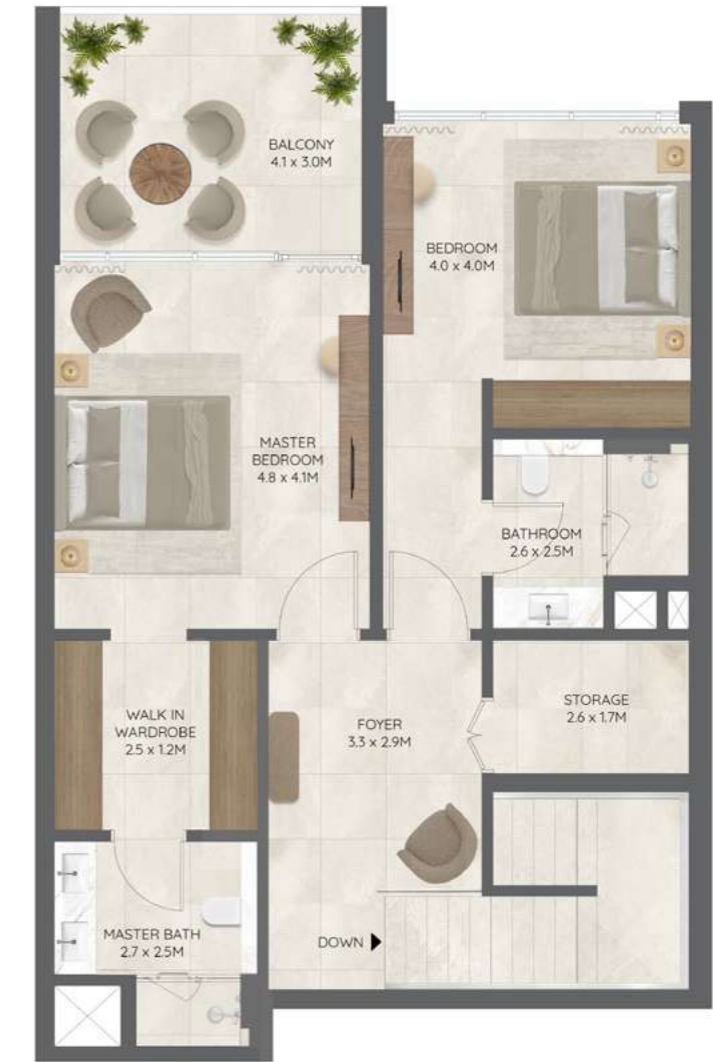 BALCONY
4.1 x 3.0M
BEDROOM
4.0 x 4.0M
MASTER
BEDROOM
4.8 x 4.1M
BATHROOM
2.6 x 2.5M
WALK IN
WARDROBE
2.5 x 1.2M
FOYER
3.3 x 2.9M
STORAGE
2.6 x 1.7M
MASTER BATH
2.7 x 2.5M
DOWN